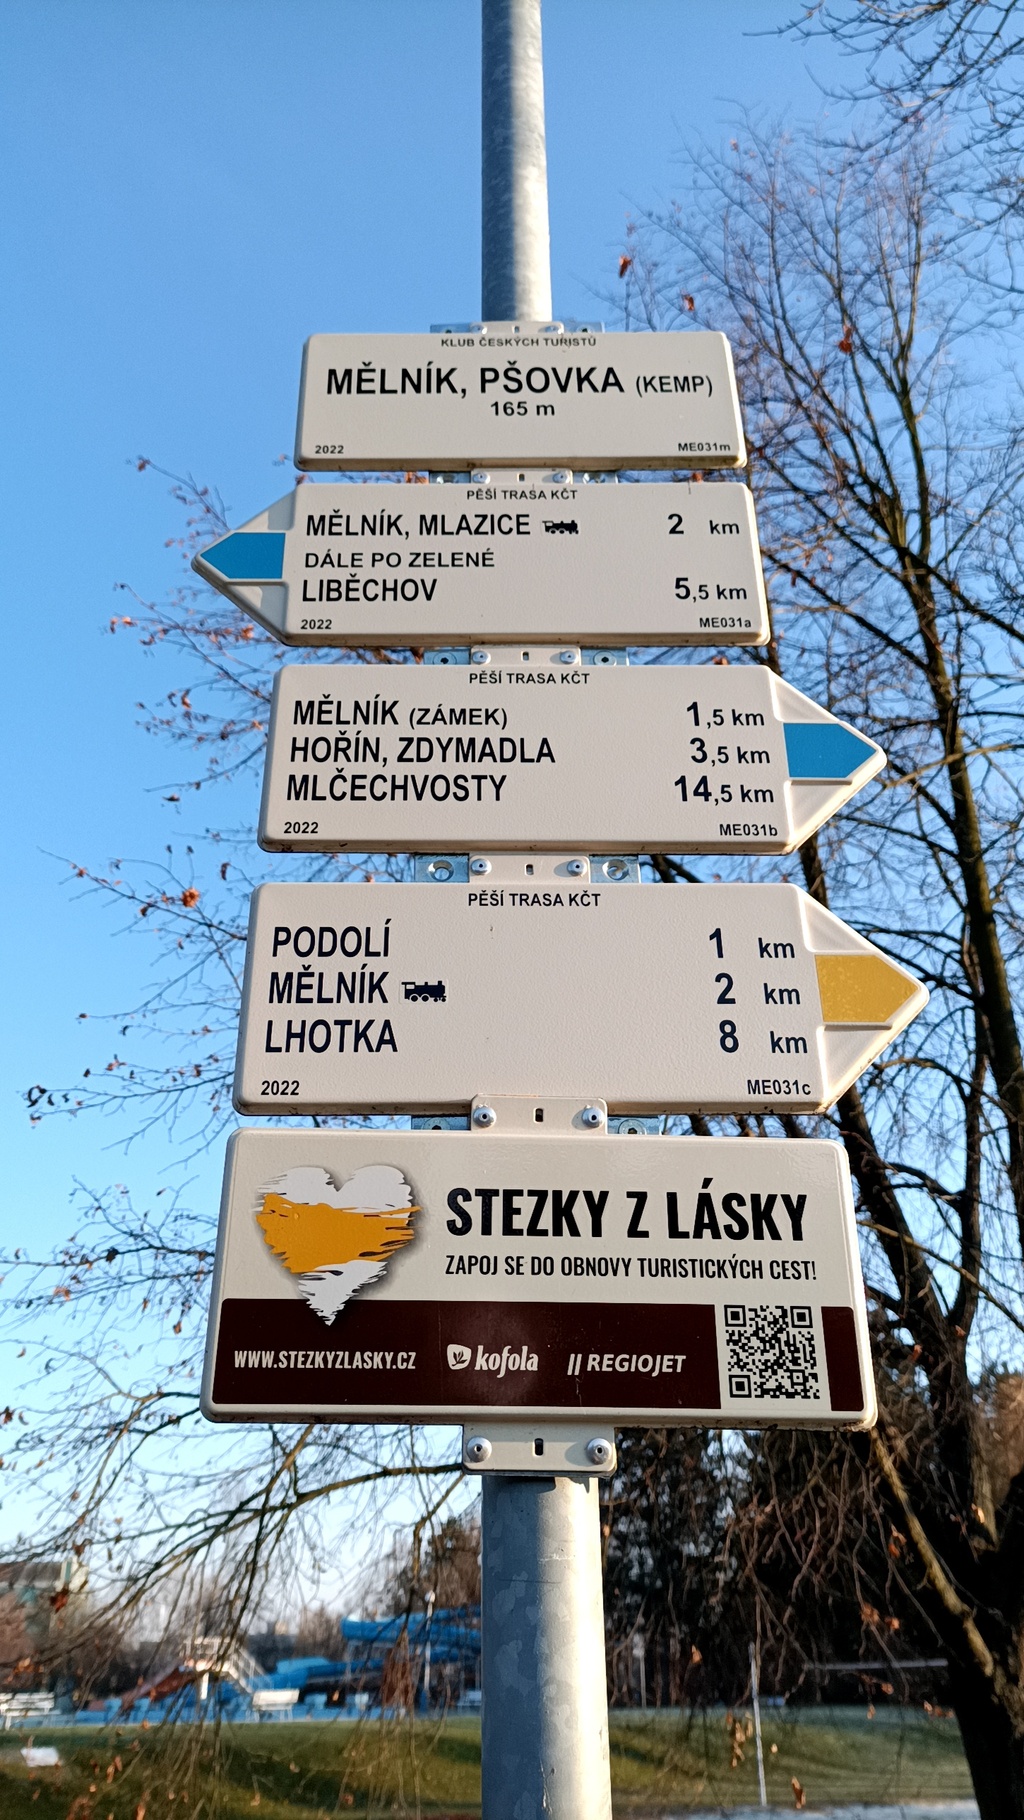 KLUB ČESKÝCH TURISTŮ
MĚLNÍK, PŠOVKA (KEMP)
165 m
2022 ME031m
PĚŠÍ TRASA KČT
MĚLNÍK, MLAZICE 2 km
DÁLE PO ZELENÉ
LIBĚCHOV 5,5 km
2022 ME031a
PĚŠÍ TRASA KČT
MĚLNÍK (ZÁMEK) 1,5 km
HOŘÍN, ZDYMADLA 3,5 km
MLČECHVOSTY 14,5 km
2022 ME031b
PĚŠÍ TRASA KČT
PODOLÍ 1 km
MĚLNÍK 2 km
LHOTKA 8 km
2022 ME031c
STEZKY Z LÁSKY
ZAPOJ SE DO OBNOVY TURISTICKÝCH CEST!
WWW.STEZKYZLASKY.CZ kofola REGIOJET